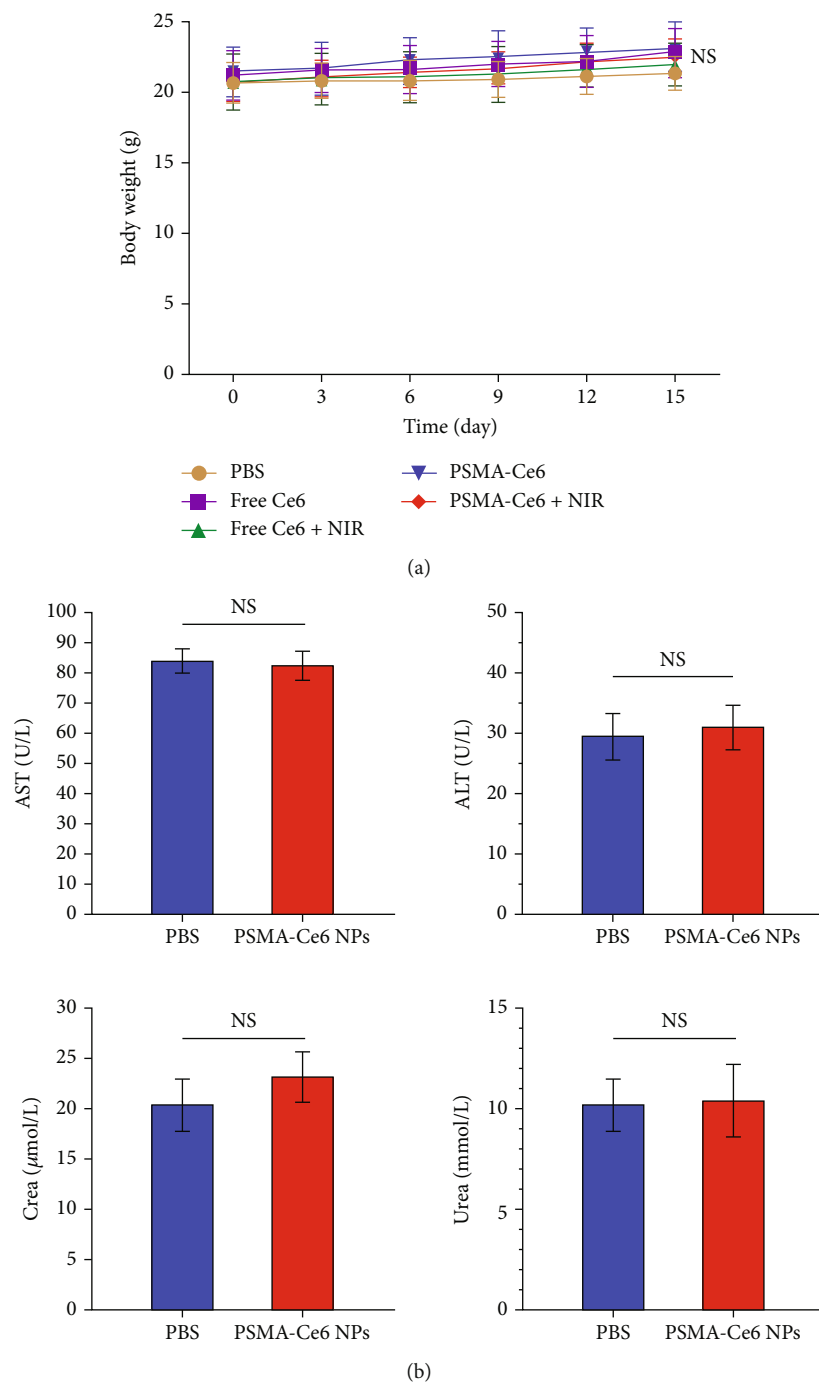 25
20
15
10
5
0
Body weight (g)
NS
0 3 6 9 12 15
Time (day)
PBS
PSMA-Ce6
Free Ce6
PSMA-Ce6 + NIR
Free Ce6 + NIR
(a)
100
90
80
70
60
50
40
30
20
10
0
AST (U/L)
NS
PBS PSMA-Ce6 NPs
50
40
30
20
10
0
ALT (U/L)
NS
PBS PSMA-Ce6 NPs
30
25
20
15
10
5
0
Crea (μmol/L)
NS
PBS PSMA-Ce6 NPs
15
10
5
0
Urea (mmol/L)
NS
PBS PSMA-Ce6 NPs
(b)